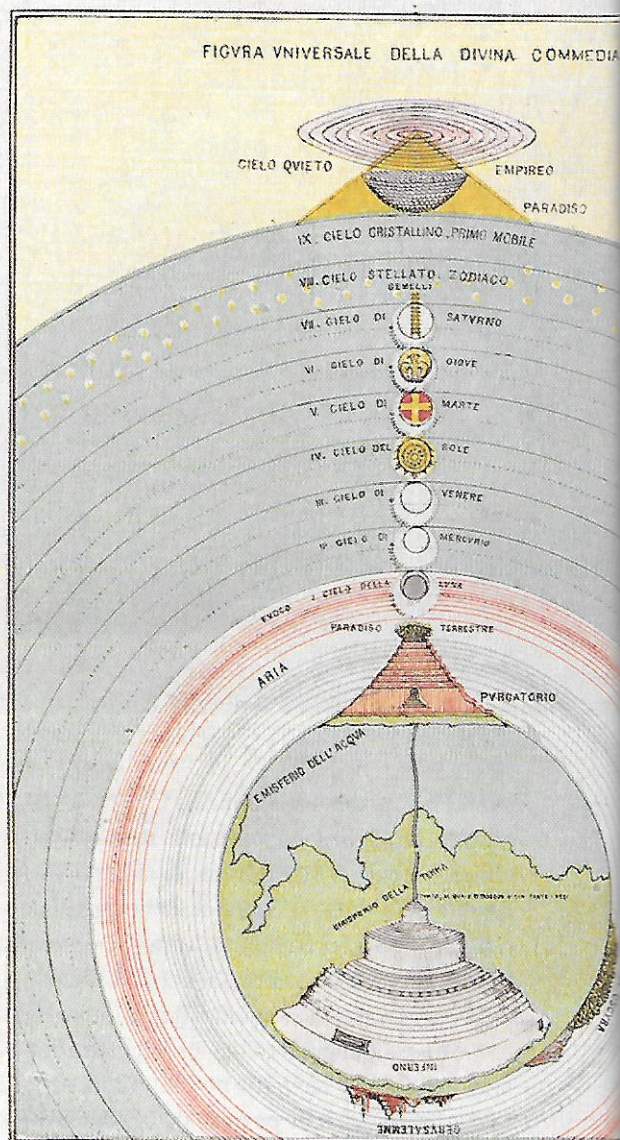 FIGVRA VNIVERSALE DELLA DIVINA COMMEDIA
CIELO QVIETO
EMPIREO
PARADISO
IX. CIELO CRISTALLINO, PRIMO MOBILE
VIII. CIELO STELLATO. ZODIACO
GEMELLI
VII. CIELO DI SATVRNO
VI. CIELO DI GIOVE
V. CIELO DI MARTE
IV. CIELO DEL SOLE
III. CIELO DI VENERE
II. CIELO DI MERCVRIO
FVOCO I. CIELO DELLA LVNA
PARADISO TERRESTRE
ARIA
PVRGATORIO
EMISFERIO DELL'ACQVA
EMISFERIO DELLA TERRA
INFERNO
GERVSALEMME